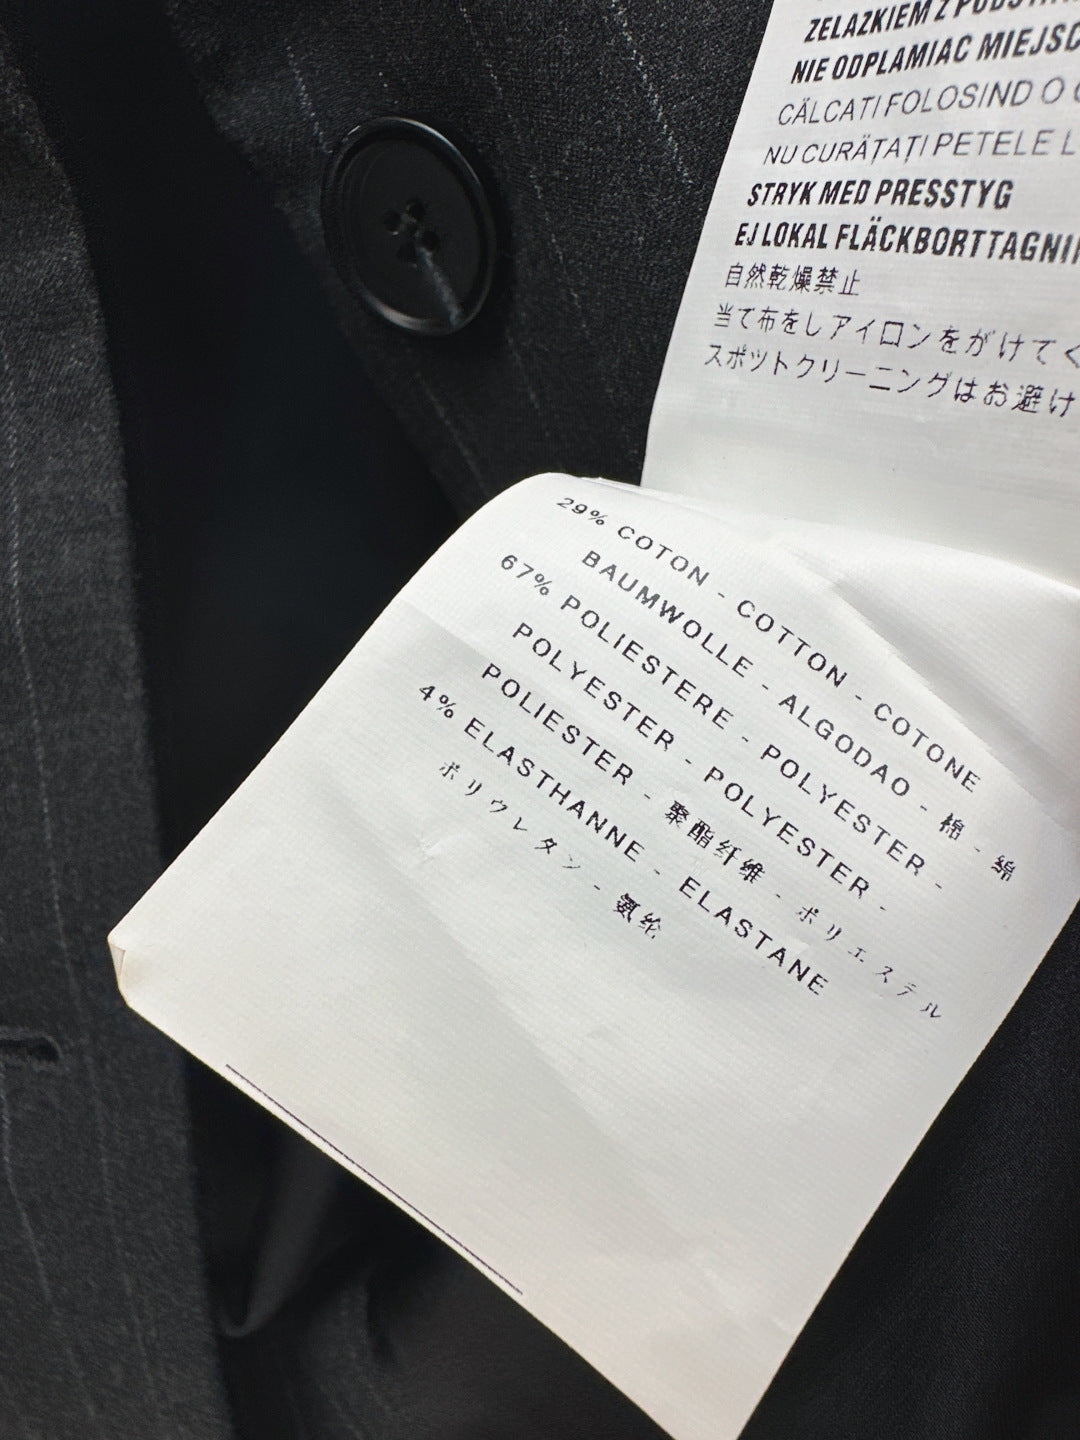 ZELAZKIEM Z
NIE ODPLAMIAC MIEJSC
CĂLCATI FOLOSIND O
NU CURĂȚAȚI PETELE L
STRYK MED PRESSTYG
EJ LOKAL FLÄCKBORTTAGNI
自然乾燥禁止
当て布をしアイロンをがけてく
スポットクリーニングはお避け
29% COTON - COTTON - COTONE
BAUMWOLLE - ALGODAO - 棉 - 綿
67% POLIESTERE - POLYESTER -
POLYESTER - POLYESTER -
POLIESTER - 聚酯纤维 - ポリエステル
4% ELASTHANNE - ELASTANE
ポリウレタン - 氨纶